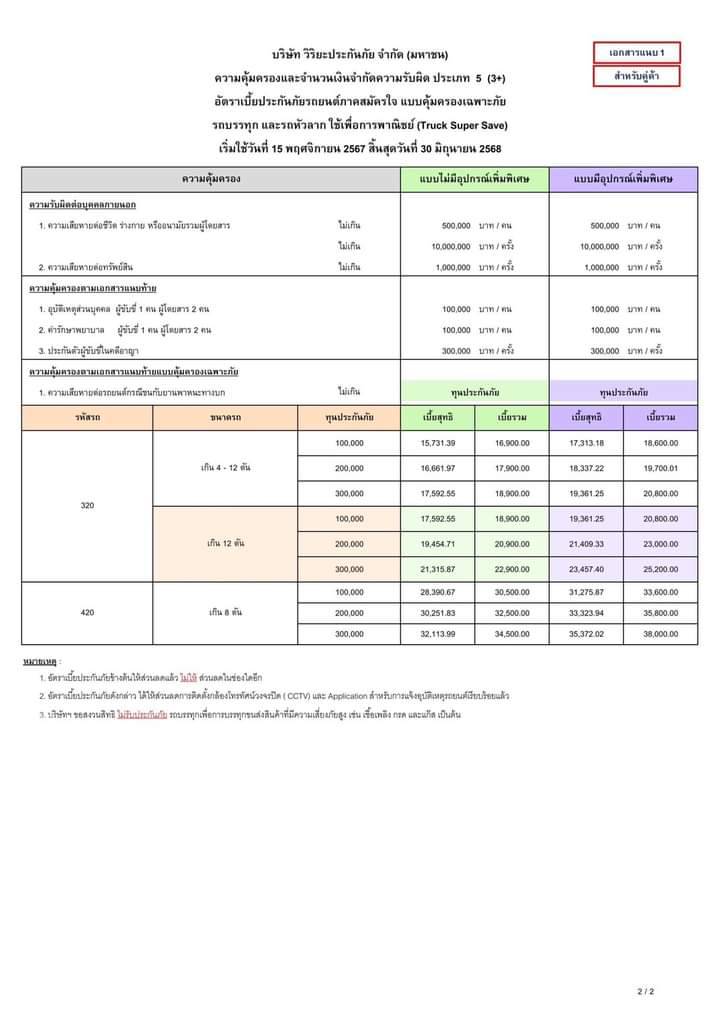 บริษัท วิริยะประกันภัย จำกัด (มหาชน)
เอกสารแนบ 1
ความคุ้มครองและจำนวนเงินจำกัดความรับผิด ประเภท 5 (3+)
สำหรับคู่ค้า
อัตราเบี้ยประกันภัยรถยนต์ภาคสมัครใจ แบบคุ้มครองเฉพาะภัย
รถบรรทุก และรถหัวลาก ใช้เพื่อการพาณิชย์ (Truck Super Save)
เริ่มใช้วันที่ 15 พฤศจิกายน 2567 สิ้นสุดวันที่ 30 มิถุนายน 2568
ความคุ้มครอง แบบไม่มีอุปกรณ์เพิ่มพิเศษ แบบมีอุปกรณ์เพิ่มพิเศษ
ความรับผิดต่อบุคคลภายนอก
1. ความเสียหายต่อชีวิต ร่างกาย หรืออนามัยรวมผู้โดยสาร ไม่เกิน 500,000 บาท / คน 500,000 บาท / คน
ไม่เกิน 10,000,000 บาท / ครั้ง 10,000,000 บาท / ครั้ง
2. ความเสียหายต่อทรัพย์สิน ไม่เกิน 1,000,000 บาท / ครั้ง 1,000,000 บาท / ครั้ง
ความคุ้มครองตามเอกสารแนบท้าย
1. อุบัติเหตุส่วนบุคคล ผู้ขับขี่ 1 คน ผู้โดยสาร 2 คน 100,000 บาท / คน 100,000 บาท / คน
2. ค่ารักษาพยาบาล ผู้ขับขี่ 1 คน ผู้โดยสาร 2 คน 100,000 บาท / คน 100,000 บาท / คน
3. ประกันตัวผู้ขับขี่ในคดีอาญา 300,000 บาท / ครั้ง 300,000 บาท / ครั้ง
ความคุ้มครองตามเอกสารแนบท้ายแบบคุ้มครองเฉพาะภัย
1. ความเสียหายต่อรถยนต์กรณีชนกับยานพาหนะทางบก ไม่เกิน ทุนประกันภัย ทุนประกันภัย
รหัสรถ ขนาดรถ ทุนประกันภัย เบี้ยสุทธิ เบี้ยรวม เบี้ยสุทธิ เบี้ยรวม
320 เกิน 4 - 12 ตัน 100,000 15,731.39 16,900.00 17,313.18 18,600.00
200,000 16,661.97 17,900.00 18,337.22 19,700.01
300,000 17,592.55 18,900.00 19,361.25 20,800.00
เกิน 12 ตัน 100,000 17,592.55 18,900.00 19,361.25 20,800.00
200,000 19,454.71 20,900.00 21,409.33 23,000.00
300,000 21,315.87 22,900.00 23,457.40 25,200.00
420 เกิน 8 ตัน 100,000 28,390.67 30,500.00 31,275.87 33,600.00
200,000 30,251.83 32,500.00 33,323.94 35,800.00
300,000 32,113.99 34,500.00 35,372.02 38,000.00
หมายเหตุ :
1. อัตราเบี้ยประกันภัยข้างต้นให้ส่วนลดแล้ว ไม่ให้ ส่วนลดในช่องใดอีก
2. อัตราเบี้ยประกันภัยดังกล่าว ได้ให้ส่วนลดการติดตั้งกล้องโทรทัศน์วงจรปิด ( CCTV) และ Application สำหรับการแจ้งอุบัติเหตุรถยนต์เรียบร้อยแล้ว
3. บริษัทฯ ขอสงวนสิทธิ ไม่รับประกันภัย รถบรรทุกเพื่อการบรรทุกขนส่งสินค้าที่มีความเสี่ยงภัยสูง เช่น เชื้อเพลิง กรด และแก๊ส เป็นต้น
2 / 2